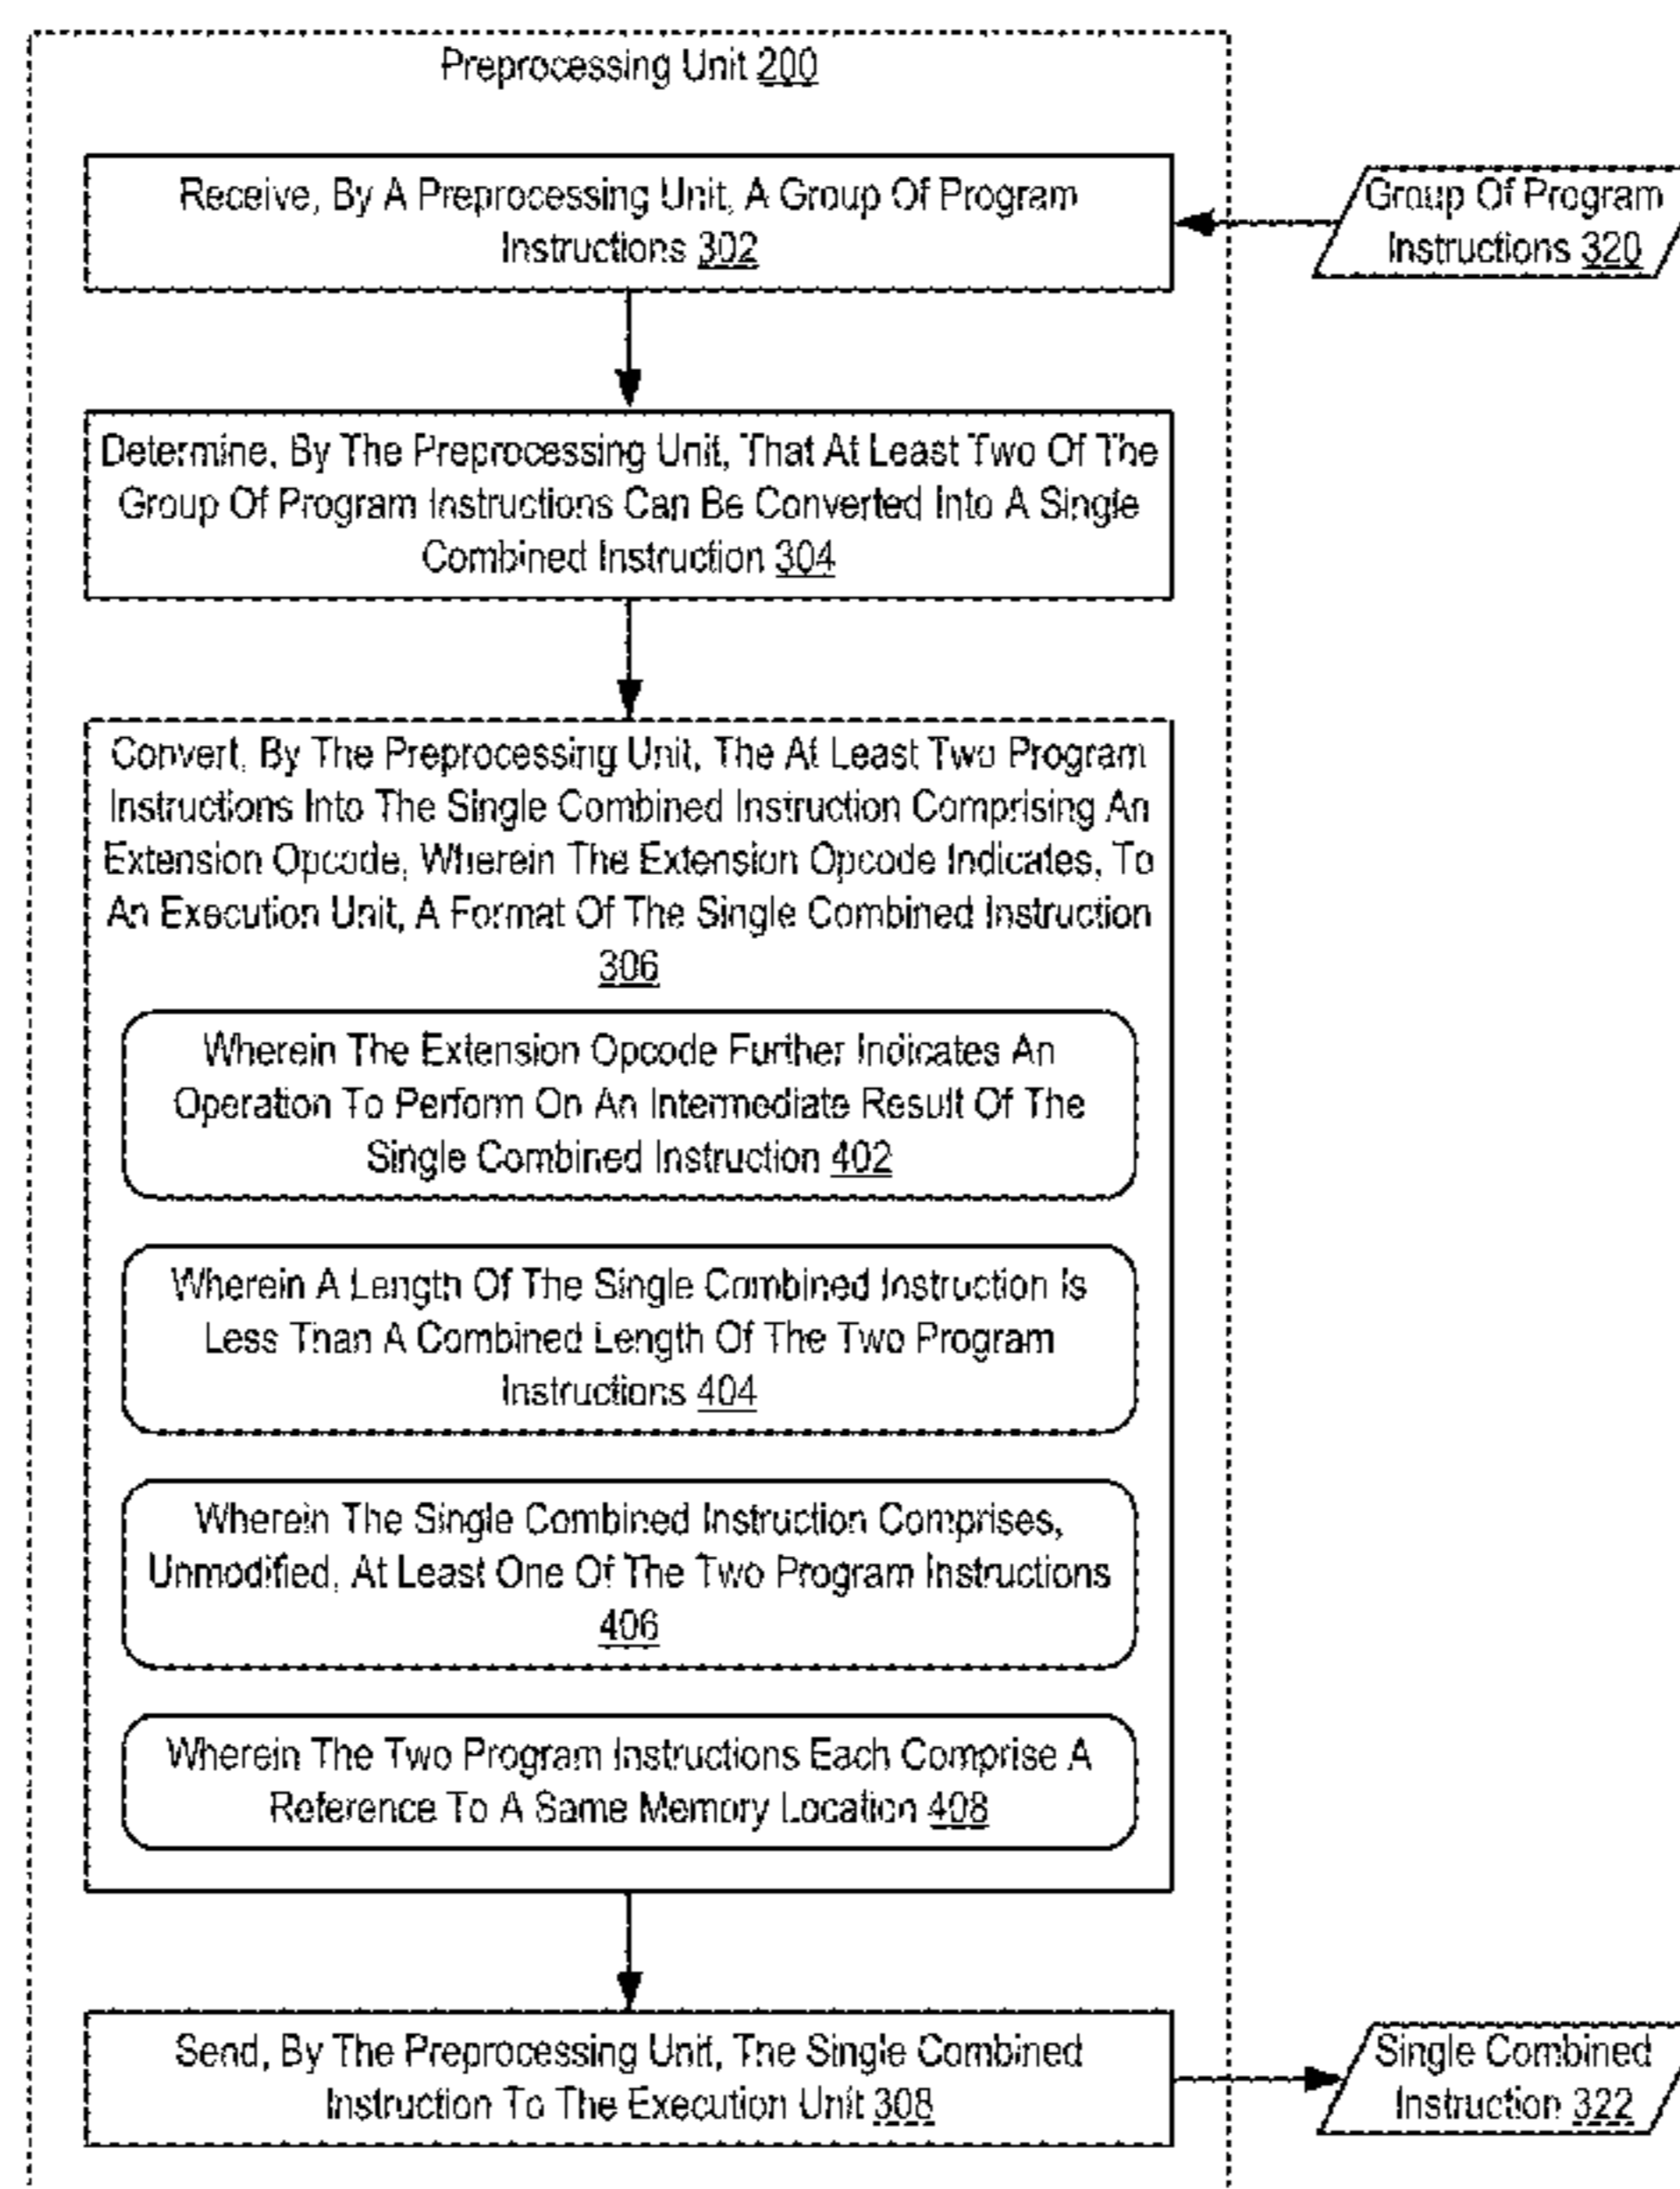 Preprocessing Unit 200
Receive, By A Preprocessing Unit, A Group Of Program
Instructions 302
Group Of Program
Instructions 320
Determine, By The Preprocessing Unit, That At Least Two Of The
Group Of Program Instructions Can Be Converted Into A Single
Combined Instruction 304
Convert, By The Preprocessing Unit, The At Least Two Program
Instructions Into The Single Combined Instruction Comprising An
Extension Opcode, Wherein The Extension Opcode Indicates, To
An Execution Unit, A Format Of The Single Combined Instruction
306
Wherein The Extension Opcode Further Indicates An
Operation To Perform On An Intermediate Result Of The
Single Combined Instruction 402
Wherein A Length Of The Single Combined Instruction Is
Less Than A Combined Length Of The Two Program
Instructions 404
Wherein The Single Combined Instruction Comprises,
Unmodified, At Least One Of The Two Program Instructions
406
Wherein The Two Program Instructions Each Comprise A
Reference To A Same Memory Location 408
Send, By The Preprocessing Unit, The Single Combined
Instruction To The Execution Unit 308
Single Combined
Instruction 322